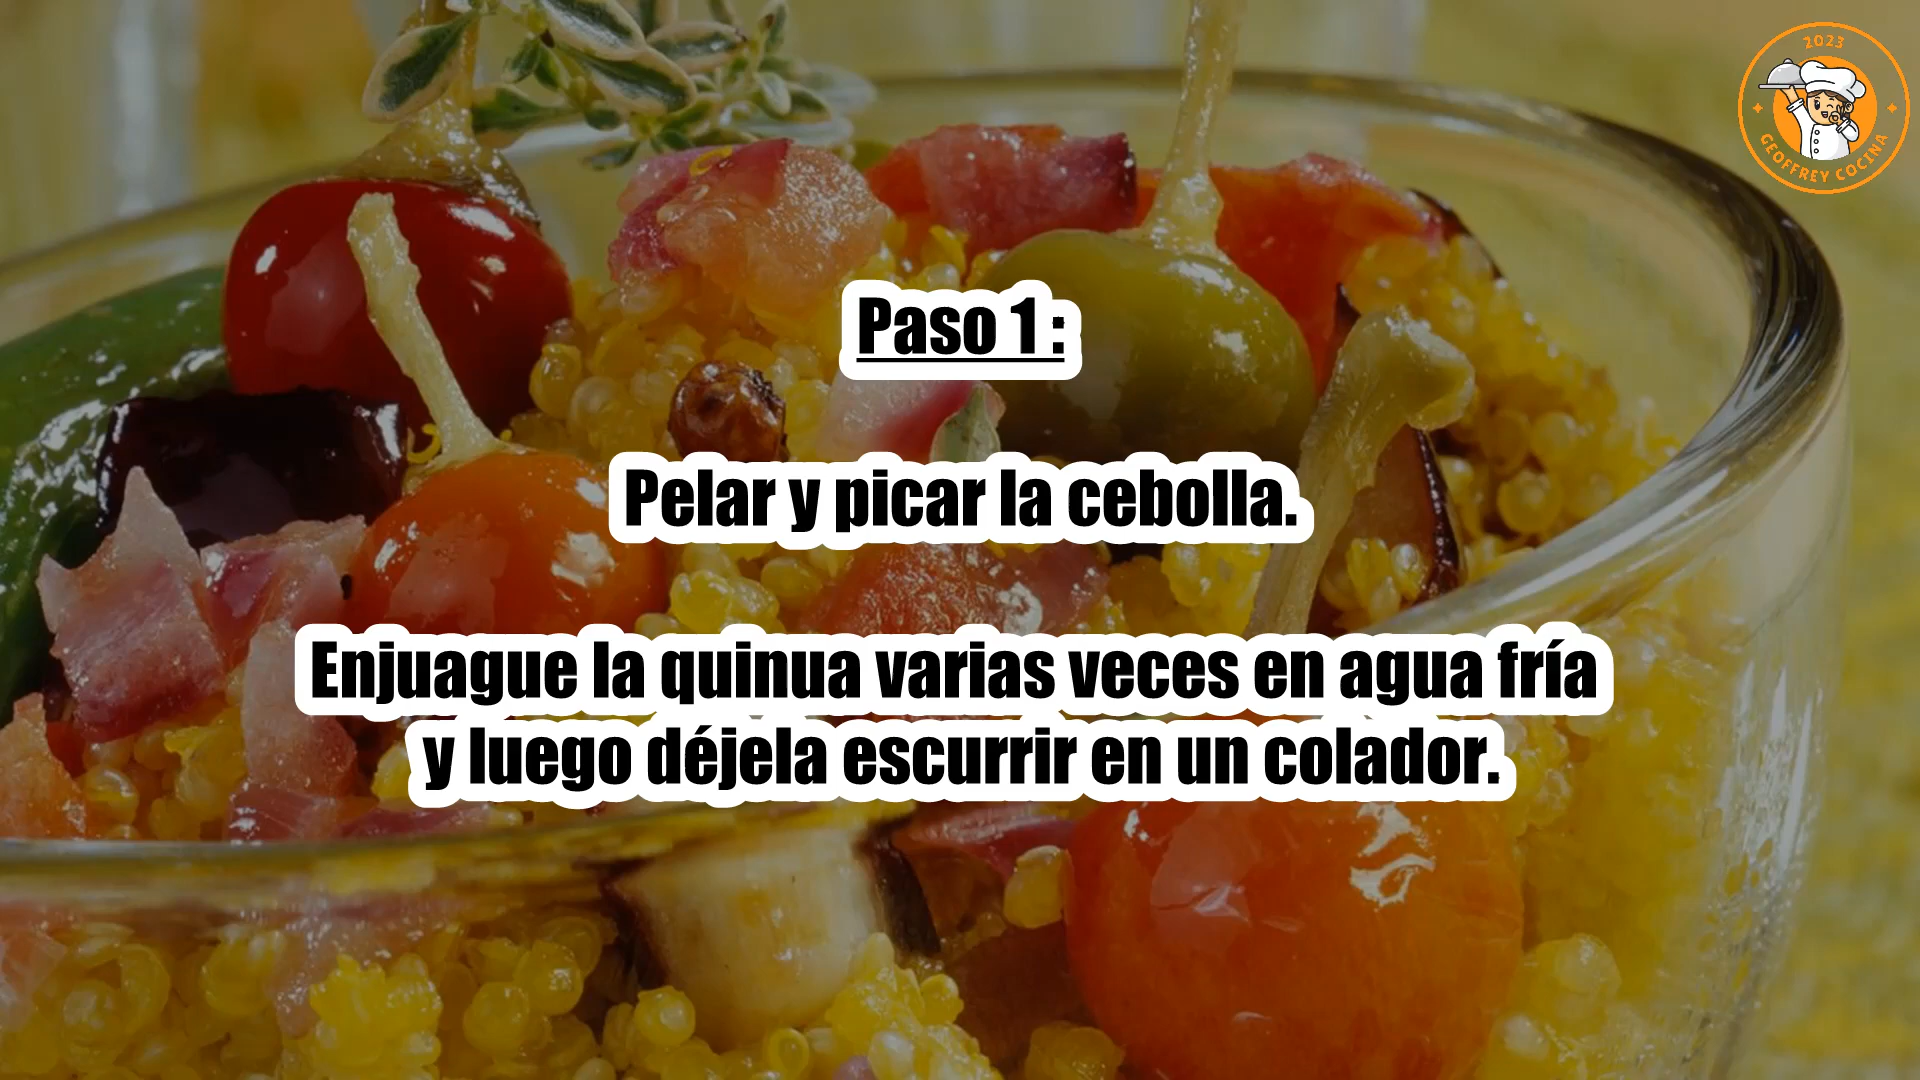 2023
GEOFFREY COCINA
Paso 1 :
Pelar y picar la cebolla.
Enjuague la quinua varias veces en agua fría
y luego déjela escurrir en un colador.